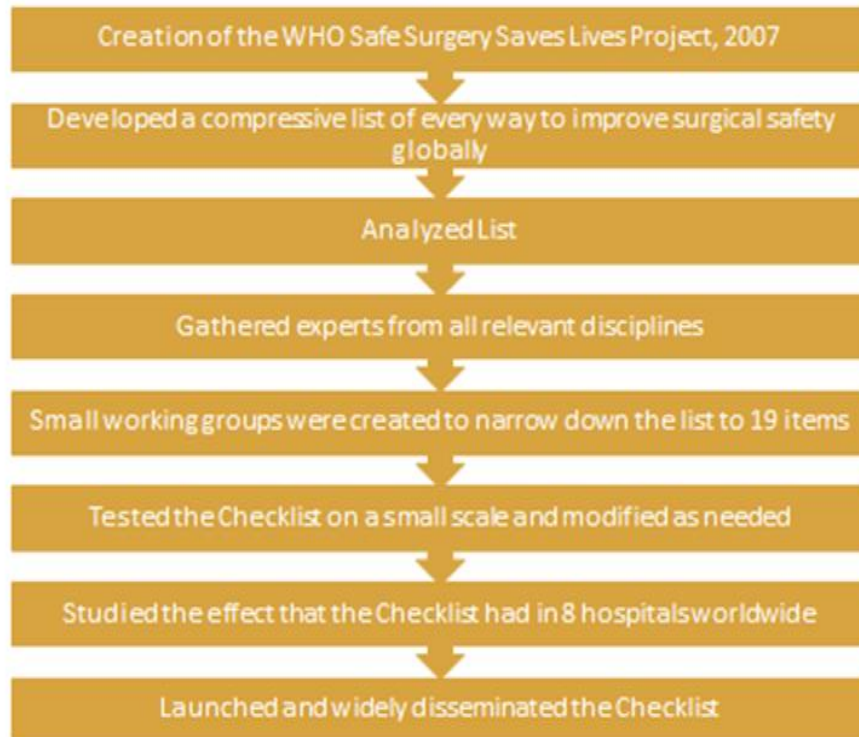 Creation of the WHO Safe Surgery Saves Lives Project, 2007
Developed a compressive list of every way to improve surgical safety
globally
Analyzed List
Gathered experts from all relevant disciplines
Small working groups were created to narrow down the list to 19 items
Tested the Checklist on a small scale and modified as needed
Studied the effect that the Checklist had in 8 hospitals worldwide
Launched and widely disseminated the Checklist